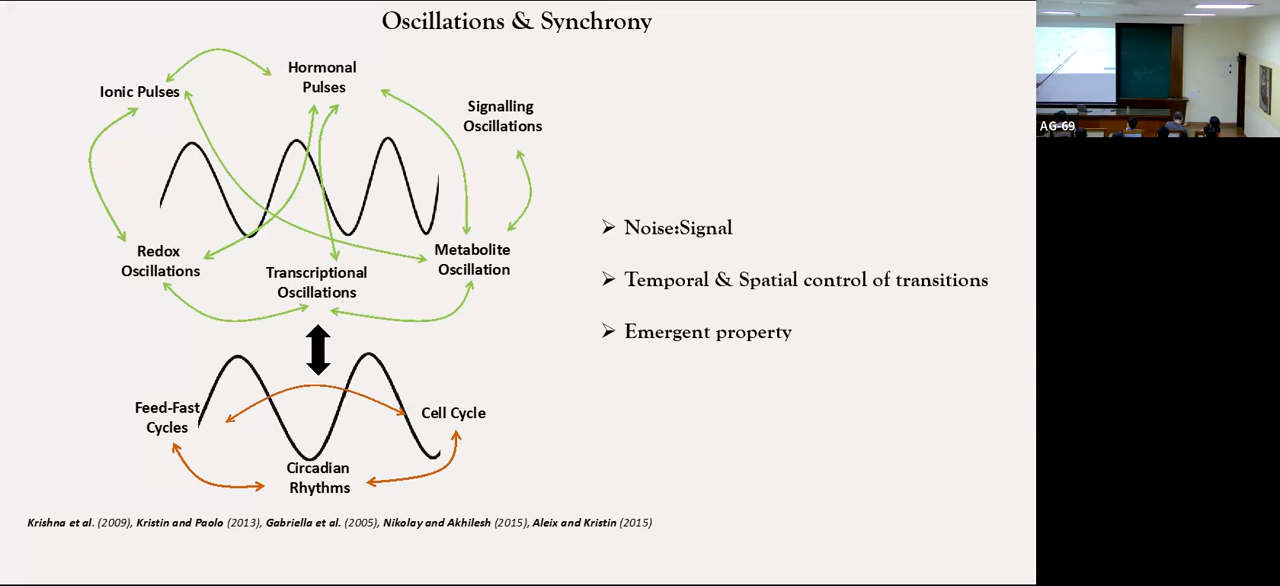 Oscillations & Synchrony
Hormonal
Pulses
Ionic Pulses
Signalling
Oscillations
Redox
Oscillations
Transcriptional
Oscillations
Metabolite
Oscillation
Feed-Fast
Cycles
Cell Cycle
Circadian
Rhythms
Krishna et al. (2009), Kristin and Paolo (2013), Gabriella et al. (2005), Nikolay and Akhilesh (2015), Aleix and Kristin (2015)
➢ Noise:Signal
➢ Temporal & Spatial control of transitions
➢ Emergent property
AG-69